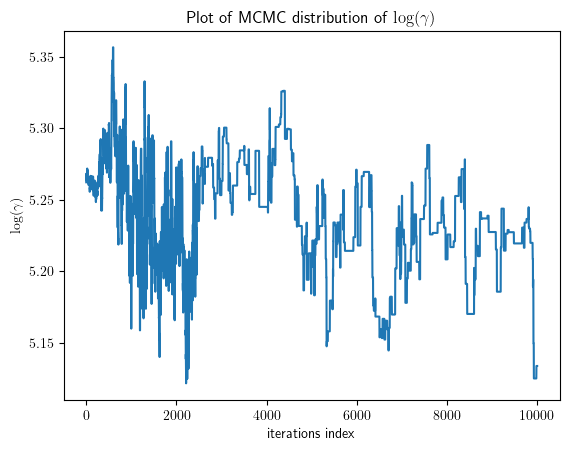 Plot of MCMC distribution of log(γ)
log(γ)
5.35
5.30
5.25
5.20
5.15
0 2000 4000 6000 8000 10000
iterations index